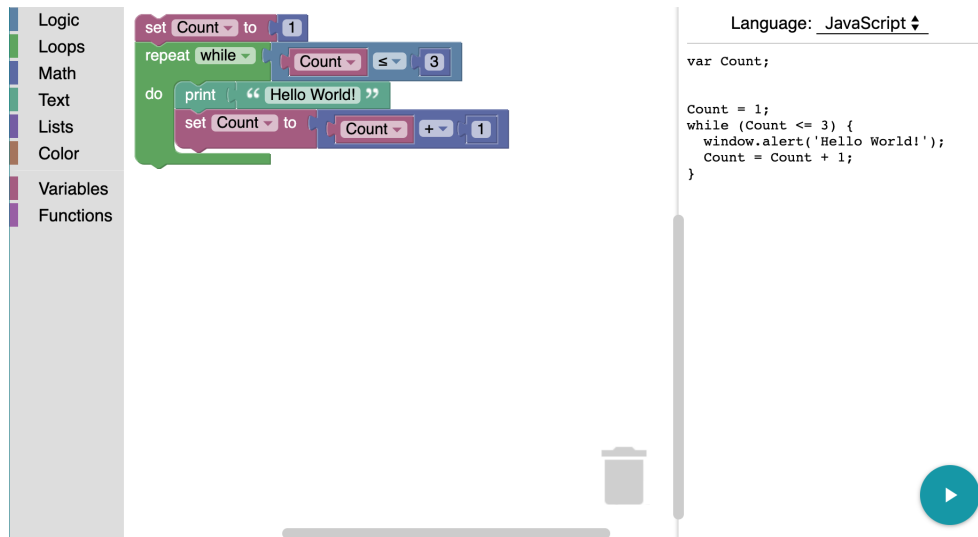 Logic
Loops
Math
Text
Lists
Color
Variables
Functions
set Count to 1
repeat while Count ≤ 3
do print “ Hello World! ”
set Count to Count + 1
Language: JavaScript
var Count;
Count = 1;
while (Count <= 3) {
  window.alert('Hello World!');
  Count = Count + 1;
}